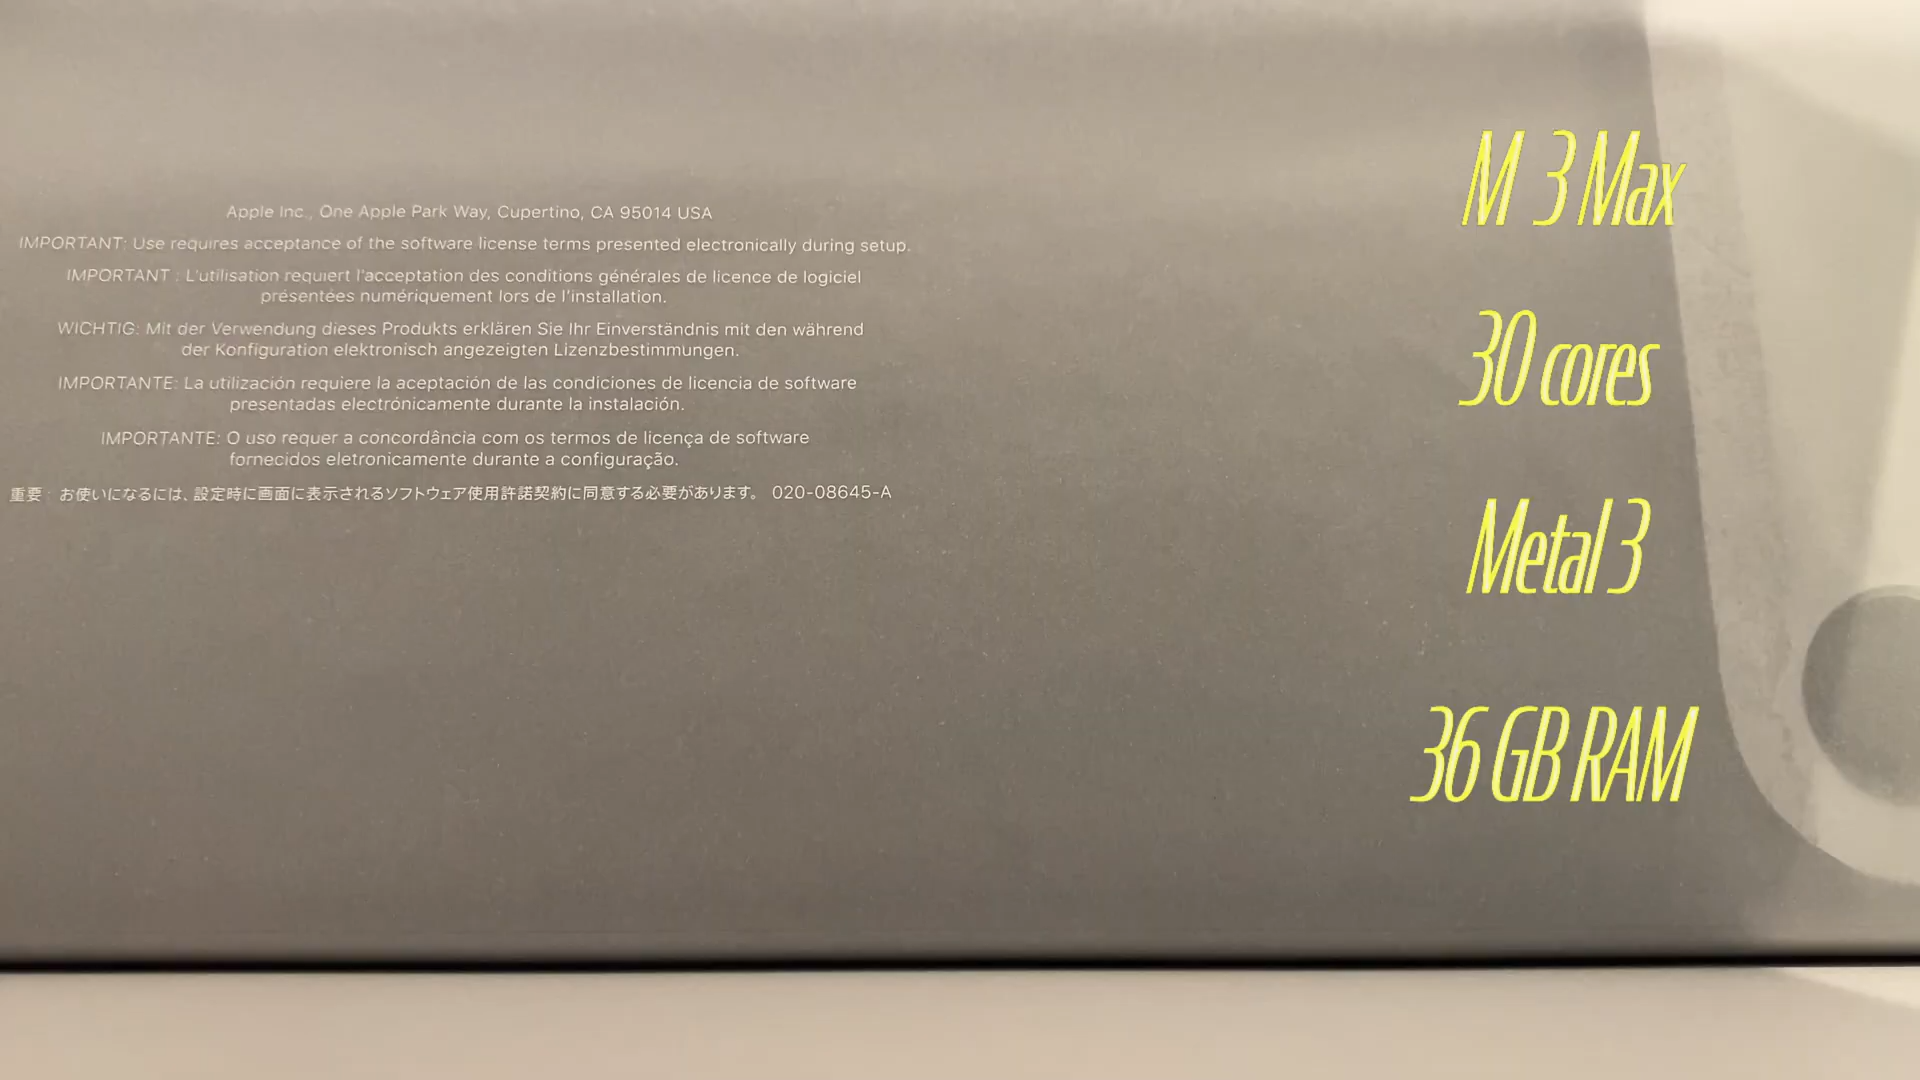 Apple Inc., One Apple Park Way, Cupertino, CA 95014 USA
IMPORTANT: Use requires acceptance of the software license terms presented electronically during setup.
IMPORTANT : L'utilisation requiert l'acceptation des conditions générales de licence de logiciel
présentées numériquement lors de l'installation.
WICHTIG: Mit der Verwendung dieses Produkts erklären Sie Ihr Einverständnis mit den während
der Konfiguration elektronisch angezeigten Lizenzbestimmungen.
IMPORTANTE: La utilización requiere la aceptación de las condiciones de licencia de software
presentadas electrónicamente durante la instalación.
IMPORTANTE: O uso requer a concordância com os termos de licença de software
fornecidos eletronicamente durante a configuração.
重要: お使いになるには、設定時に画面に表示されるソフトウェア使用許諾契約に同意する必要があります。 020-08645-A
M 3 Max
30 cores
Metal 3
36 GB RAM